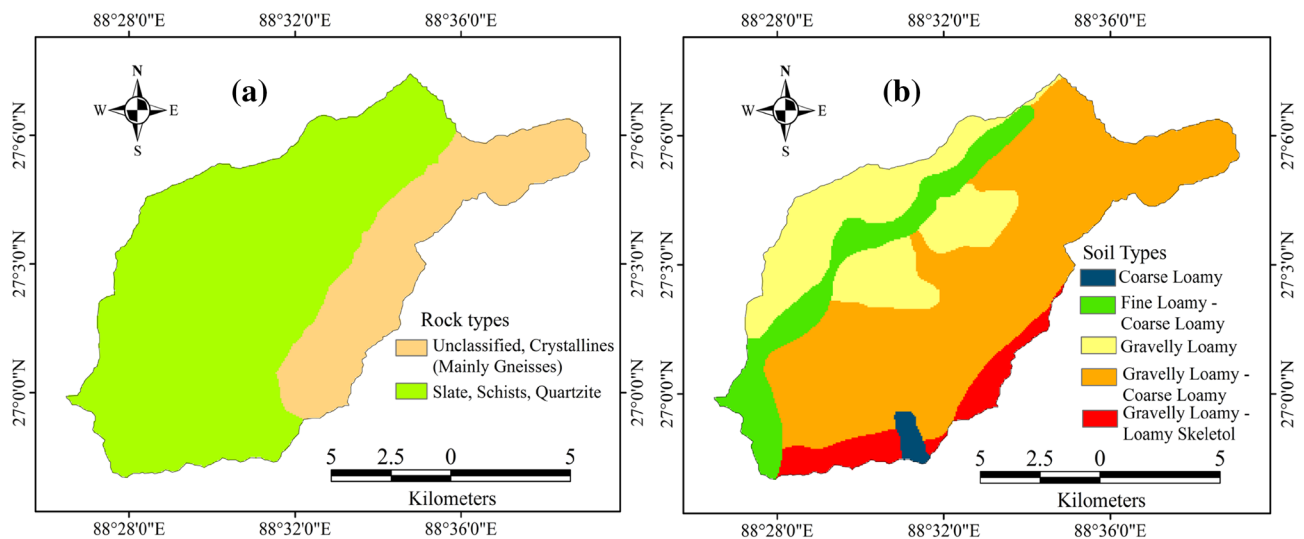 88°28'0"E 88°32'0"E 88°36'0"E
(a)
N
W E
S
27°6'0"N
27°6'0"N
27°3'0"N
27°3'0"N
27°0'0"N
27°0'0"N
Rock types
Unclassified, Crystallines
(Mainly Gneisses)
Slate, Schists, Quartzite
5 2.5 0 5
Kilometers
88°28'0"E 88°32'0"E 88°36'0"E
88°28'0"E 88°32'0"E 88°36'0"E
(b)
N
W E
S
27°6'0"N
27°6'0"N
27°3'0"N
27°3'0"N
27°0'0"N
27°0'0"N
Soil Types
Coarse Loamy
Fine Loamy -
Coarse Loamy
Gravelly Loamy
Gravelly Loamy -
Coarse Loamy
Gravelly Loamy -
Loamy Skeletol
5 2.5 0 5
Kilometers
88°28'0"E 88°32'0"E 88°36'0"E